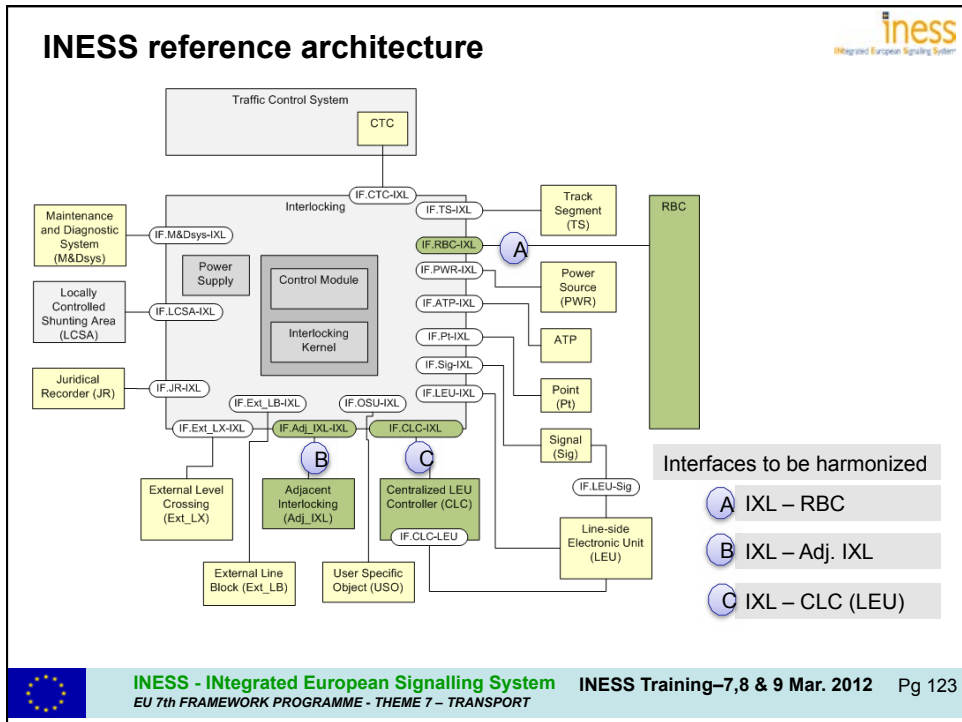 INESS reference architecture
iness
INtegrated European Signaling System
Traffic Control System
CTC
IF.CTC-IXL
Interlocking
IF.TS-IXL
Track
Segment
(TS)
RBC
Maintenance
and Diagnostic
System
(M&Dsys)
IF.M&Dsys-IXL
IF.RBC-IXL
A
Power
Supply
Control Module
IF.PWR-IXL
Power
Source
(PWR)
Locally
Controlled
Shunting Area
(LCSA)
IF.LCSA-IXL
IF.ATP-IXL
Interlocking
Kernel
IF.Pt-IXL
ATP
IF.Sig-IXL
Juridical
Recorder (JR)
IF.JR-IXL
IF.LEU-IXL
Point
(Pt)
IF.Ext_LB-IXL
IF.OSU-IXL
IF.Ext_LX-IXL
IF.Adj_IXL-IXL
IF.CLC-IXL
Signal
(Sig)
B
C
Interfaces to be harmonized
External Level
Crossing
(Ext_LX)
Adjacent
Interlocking
(Adj_IXL)
Centralized LEU
Controller (CLC)
IF.LEU-Sig
A IXL – RBC
IF.CLC-LEU
Line-side
Electronic Unit
(LEU)
B IXL – Adj. IXL
External Line
Block (Ext_LB)
User Specific
Object (USO)
C IXL – CLC (LEU)
INESS - INtegrated European Signalling System
INESS Training–7,8 & 9 Mar. 2012
Pg 123
EU 7th FRAMEWORK PROGRAMME - THEME 7 – TRANSPORT